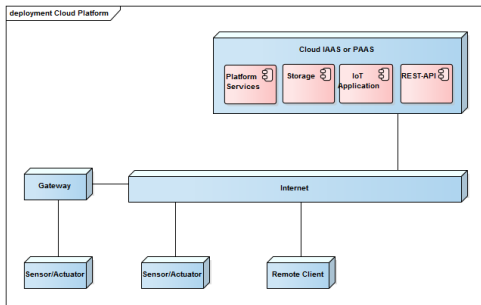 deployment Cloud Platform
Cloud IAAS or PAAS
Platform
Services
Storage
IoT
Application
REST-API
Gateway
Internet
Sensor/Actuator
Sensor/Actuator
Remote Client